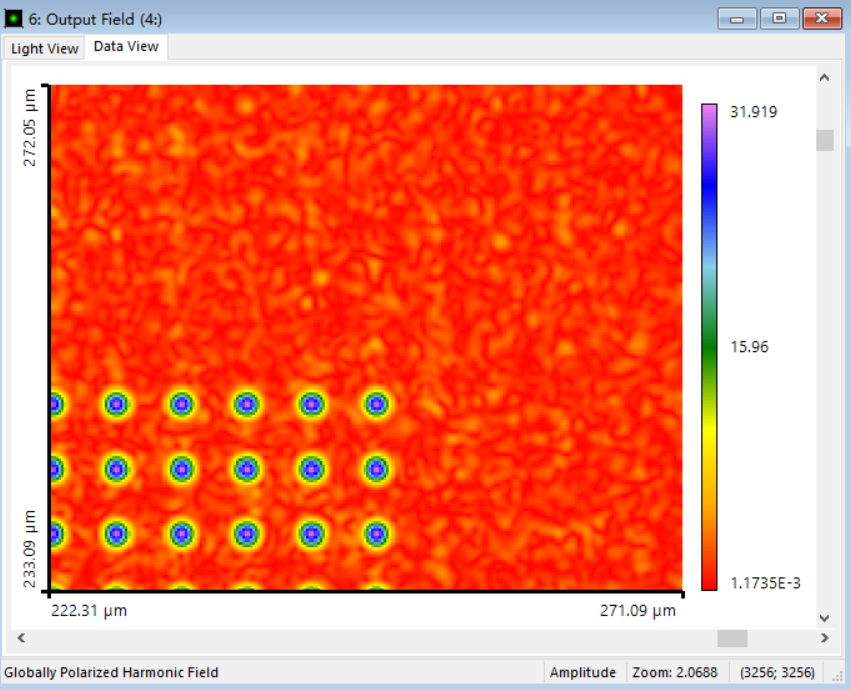 6: Output Field (4:)
Light View Data View
272.05 µm
233.09 µm
31.919
15.96
1.1735E-3
222.31 µm 271.09 µm
Globally Polarized Harmonic Field Amplitude Zoom: 2.0688 (3256; 3256)